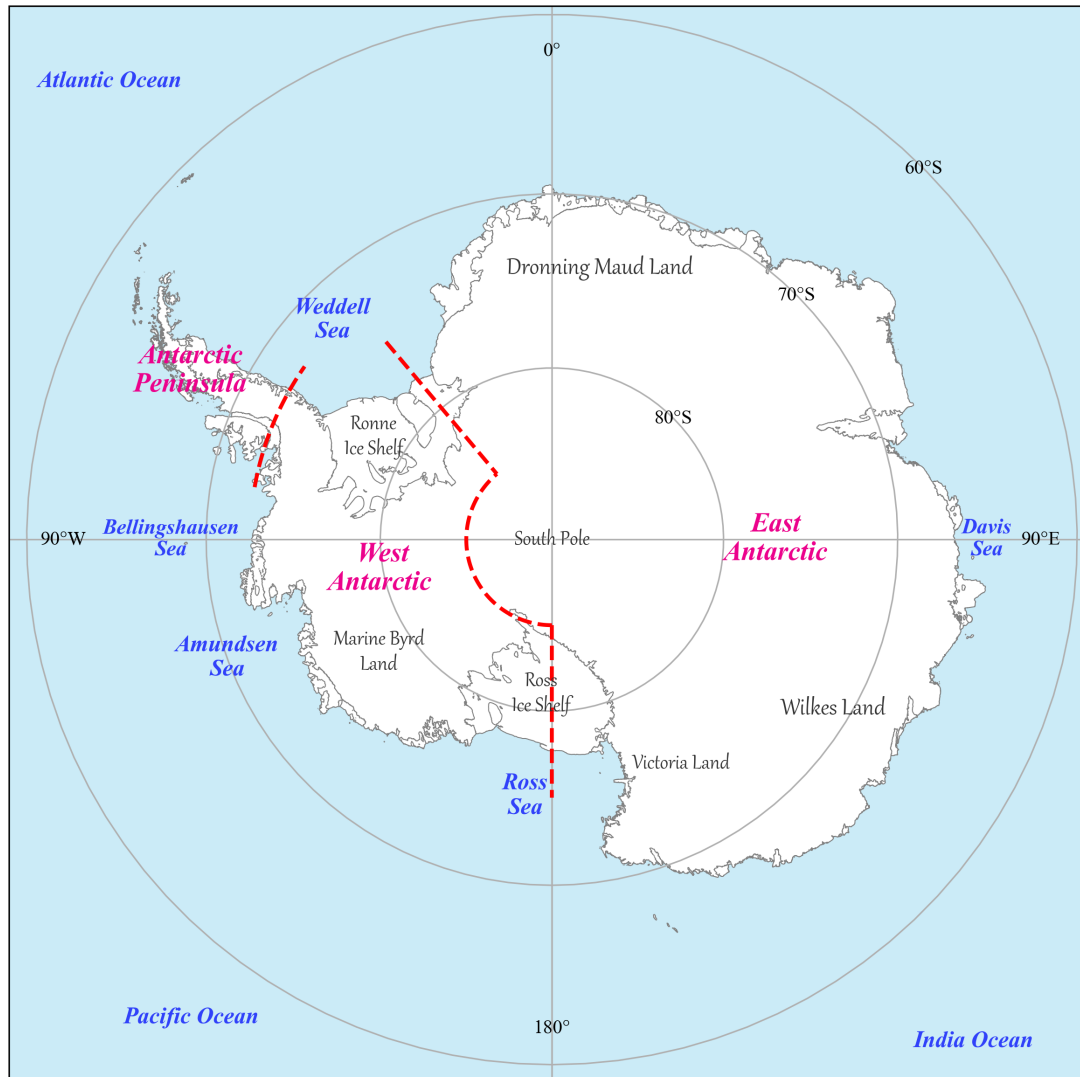 0°
Atlantic Ocean
60°S
Dronning Maud Land
70°S
Weddell
Sea
Antarctic
Peninsula
80°S
Ronne
Ice Shelf
90°W
Bellingshausen
Sea
South Pole
East
Antarctic
Davis
Sea
90°E
West
Antarctic
Amundsen
Sea
Marine Byrd
Land
Ross
Ice Shelf
Wilkes Land
Victoria Land
Ross
Sea
Pacific Ocean
180°
India Ocean